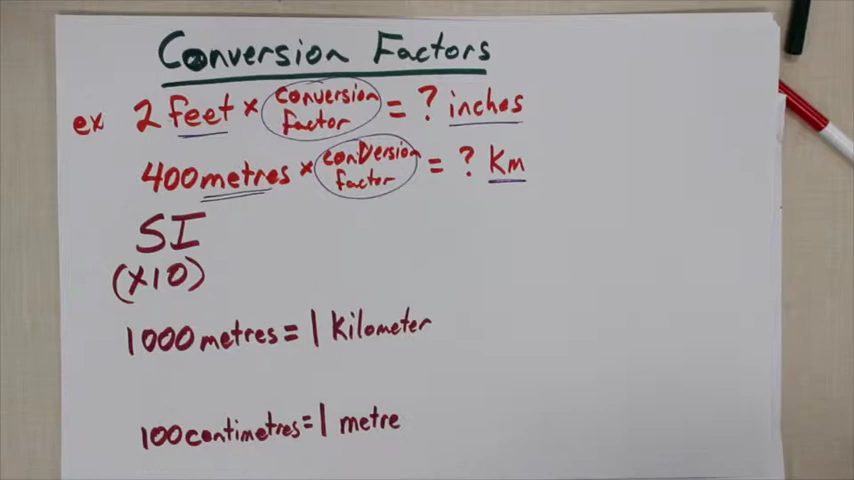 Conversion Factors
ex 2 feet × conversion factor = ? inches
400 metres × conversion factor = ? Km
SI
(×10)
1000 metres = 1 Kilometer
100 centimetres = 1 metre